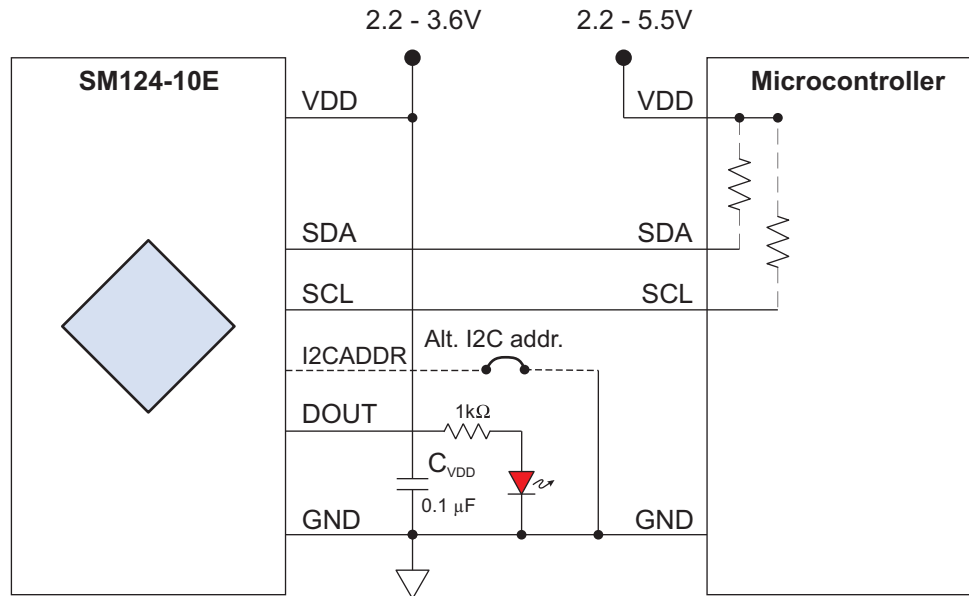 2.2 - 3.6V
2.2 - 5.5V
SM124-10E
Microcontroller
VDD
VDD
SDA
SDA
SCL
SCL
I2CADDR
Alt. I2C addr.
DOUT
1kΩ
CVDD
0.1 μF
GND
GND